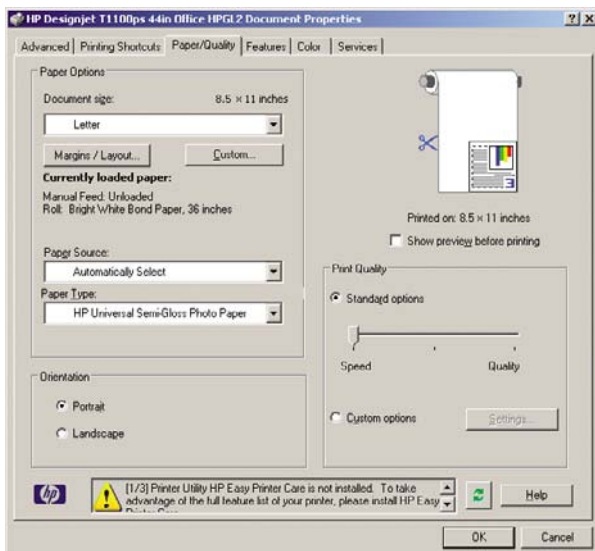 HP Designjet T1100ps 44in Office HPGL2 Document Properties
Advanced
Printing Shortcuts
Paper/Quality
Features
Color
Services
Paper Options
Document size:
8.5 × 11 inches
Letter
Margins / Layout...
Custom...
Currently loaded paper:
Manual Feed: Unloaded
Roll: Bright White Bond Paper, 36 inches
Paper Source:
Automatically Select
Paper Type:
HP Universal Semi-Gloss Photo Paper
Orientation
Portrait
Landscape
3
Printed on: 8.5 × 11 inches
Show preview before printing
Print Quality
Standard options
Speed
Quality
Custom options
Settings...
hp
[1/3] Printer Utility HP Easy Printer Care is not installed. To take
advantage of the full feature list of your printer, please install HP Easy
Printer Care
Help
OK
Cancel